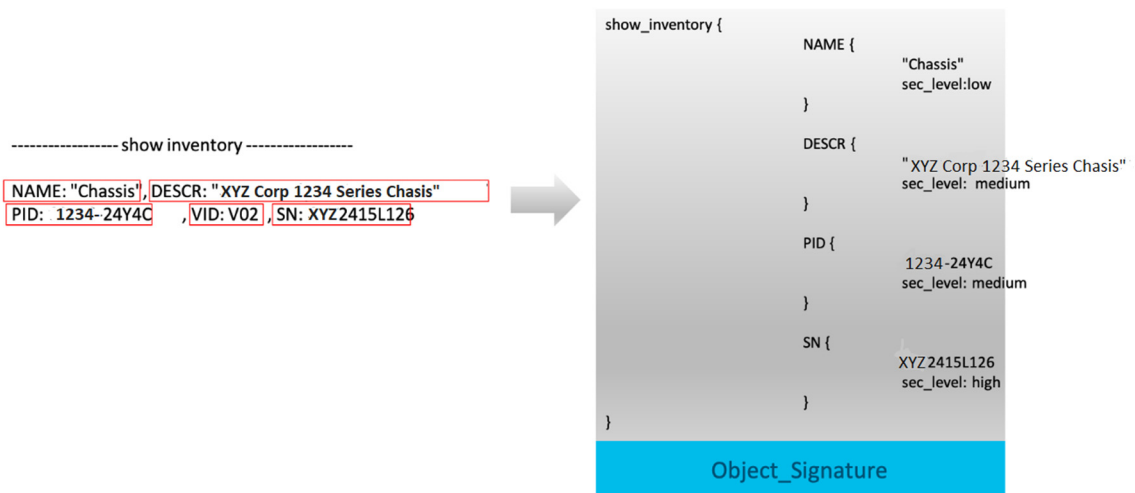 ------------------ show inventory ------------------
NAME: "Chassis", DESCR: "XYZ Corp 1234 Series Chasis"
PID: 1234-24Y4C , VID: V02 , SN: XYZ2415L126
show_inventory {
NAME {
"Chassis"
sec_level:low
}
DESCR {
"XYZ Corp 1234 Series Chasis"
sec_level: medium
}
PID {
1234-24Y4C
sec_level: medium
}
SN {
XYZ2415L126
sec_level: high
}
}
Object_Signature